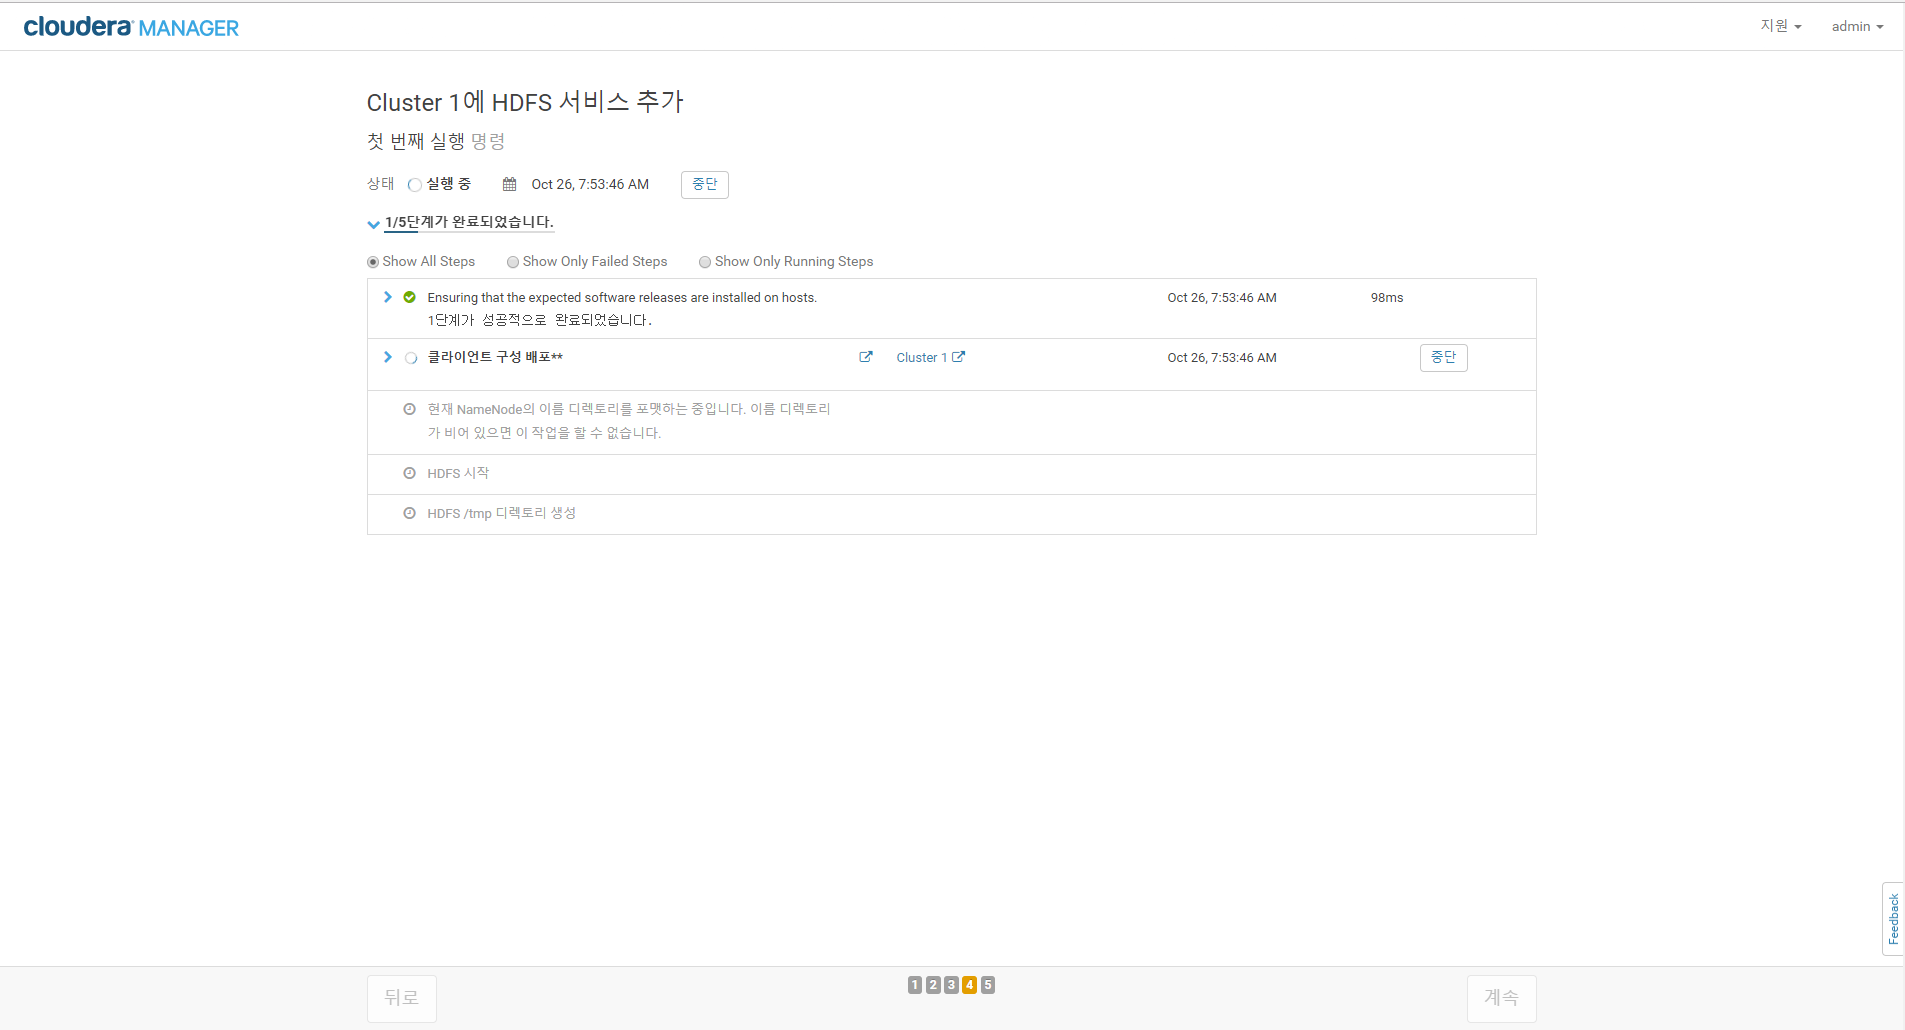 cloudera MANAGER
지원
admin
Cluster 1에 HDFS 서비스 추가
첫 번째 실행 명령
상태 실행 중 Oct 26, 7:53:46 AM 중단
1/5단계가 완료되었습니다.
Show All Steps Show Only Failed Steps Show Only Running Steps
Ensuring that the expected software releases are installed on hosts. Oct 26, 7:53:46 AM 98ms
1단계가 성공적으로 완료되었습니다.
클라이언트 구성 배포** Cluster 1 Oct 26, 7:53:46 AM 중단
현재 NameNode의 이름 디렉토리를 포맷하는 중입니다. 이름 디렉토리
가 비어 있으면 이 작업을 할 수 없습니다.
HDFS 시작
HDFS /tmp 디렉토리 생성
Feedback
뒤로 1 2 3 4 5 계속